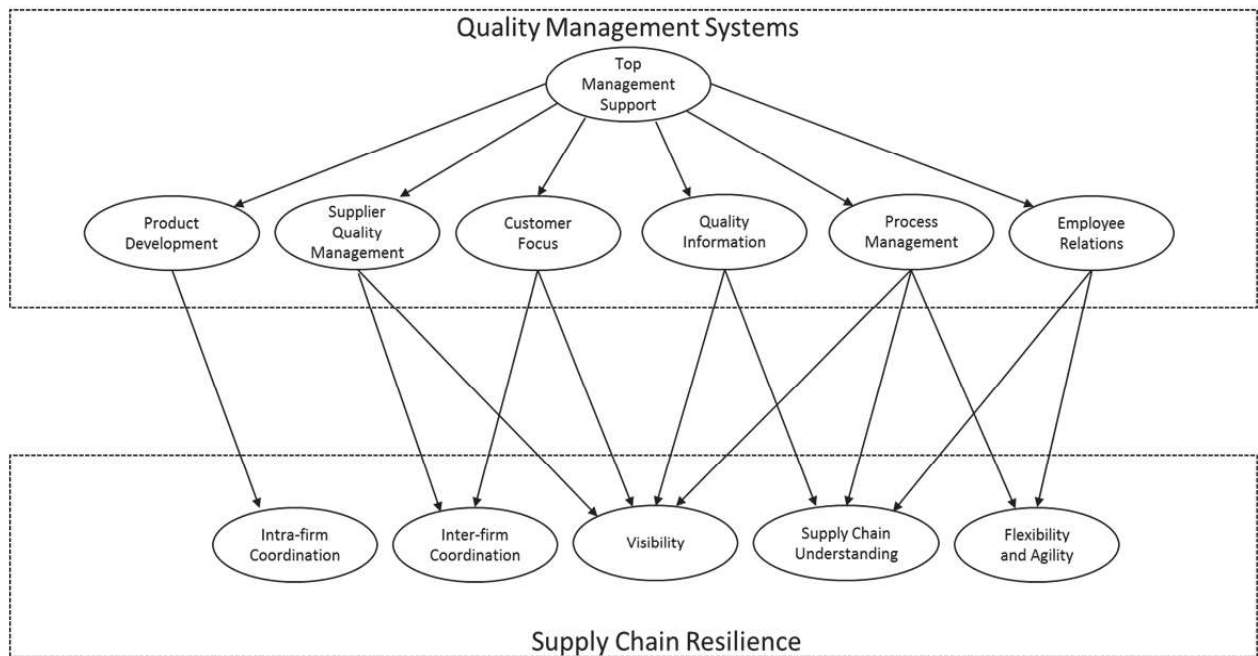 Quality Management Systems
Top
Management
Support
Product
Development
Supplier
Quality
Management
Customer
Focus
Quality
Information
Process
Management
Employee
Relations
Intra-firm
Coordination
Inter-firm
Coordination
Visibility
Supply Chain
Understanding
Flexibility
and Agility
Supply Chain Resilience